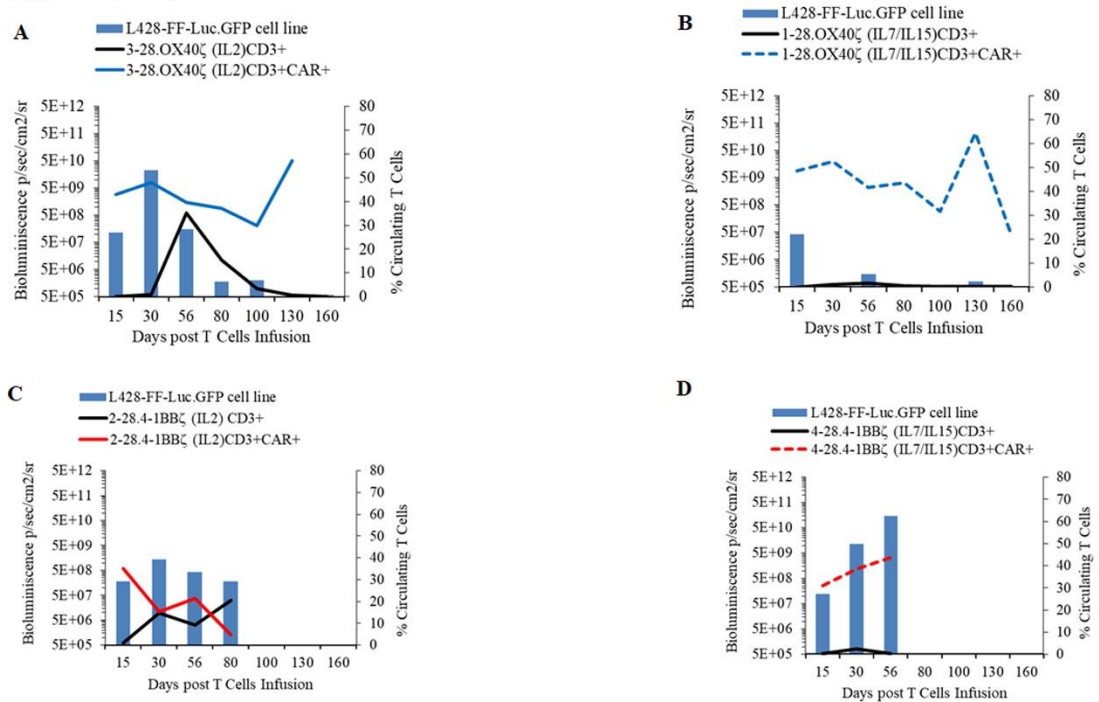 A
L428-FF-Luc.GFP cell line
3-28.OX40ζ (IL2)CD3+
3-28.OX40ζ (IL2)CD3+CAR+
Bioluminiscence p/sec/cm2/sr
5E+12
5E+11
5E+10
5E+09
5E+08
5E+07
5E+06
5E+05
80
70
60
50
40
30
20
10
0
% Circulating T Cells
15 30 56 80 100 130 160
Days post T Cells Infusion
B
L428-FF-Luc.GFP cell line
1-28.OX40ζ (IL7/IL15)CD3+
1-28.OX40ζ (IL7/IL15)CD3+CAR+
Bioluminiscence p/sec/cm2/sr
5E+12
5E+11
5E+10
5E+09
5E+08
5E+07
5E+06
5E+05
80
70
60
50
40
30
20
10
0
% Circulating T Cells
15 30 56 80 100 130 160
Days post T Cells Infusion
C
L428-FF-Luc.GFP cell line
2-28.4-1BBζ (IL2) CD3+
2-28.4-1BBζ (IL2)CD3+CAR+
Bioluminiscence p/sec/cm2/sr
5E+12
5E+11
5E+10
5E+09
5E+08
5E+07
5E+06
5E+05
80
70
60
50
40
30
20
10
0
% Circulating T Cells
15 30 56 80 100 130 160
Days post T Cells Infusion
D
L428-FF-Luc.GFP cell line
4-28.4-1BBζ (IL7/IL15)CD3+
4-28.4-1BBζ (IL7/IL15)CD3+CAR+
Bioluminiscence p/sec/cm2/sr
5E+12
5E+11
5E+10
5E+09
5E+08
5E+07
5E+06
5E+05
80
70
60
50
40
30
20
10
0
% Circulating T Cells
15 30 56 80 100 130 160
Days post T Cells Infusion